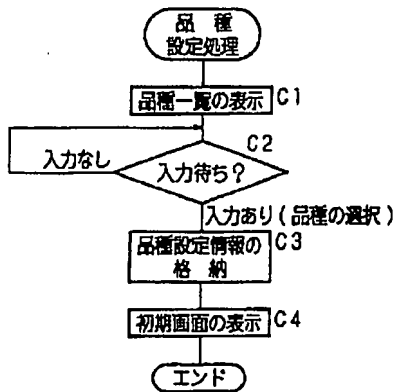 品種
設定処理
品種一覧の表示 C1
C2
入力なし
入力待ち?
入力あり(品種の選択)
品種設定情報の C3
格納
初期画面の表示 C4
エンド